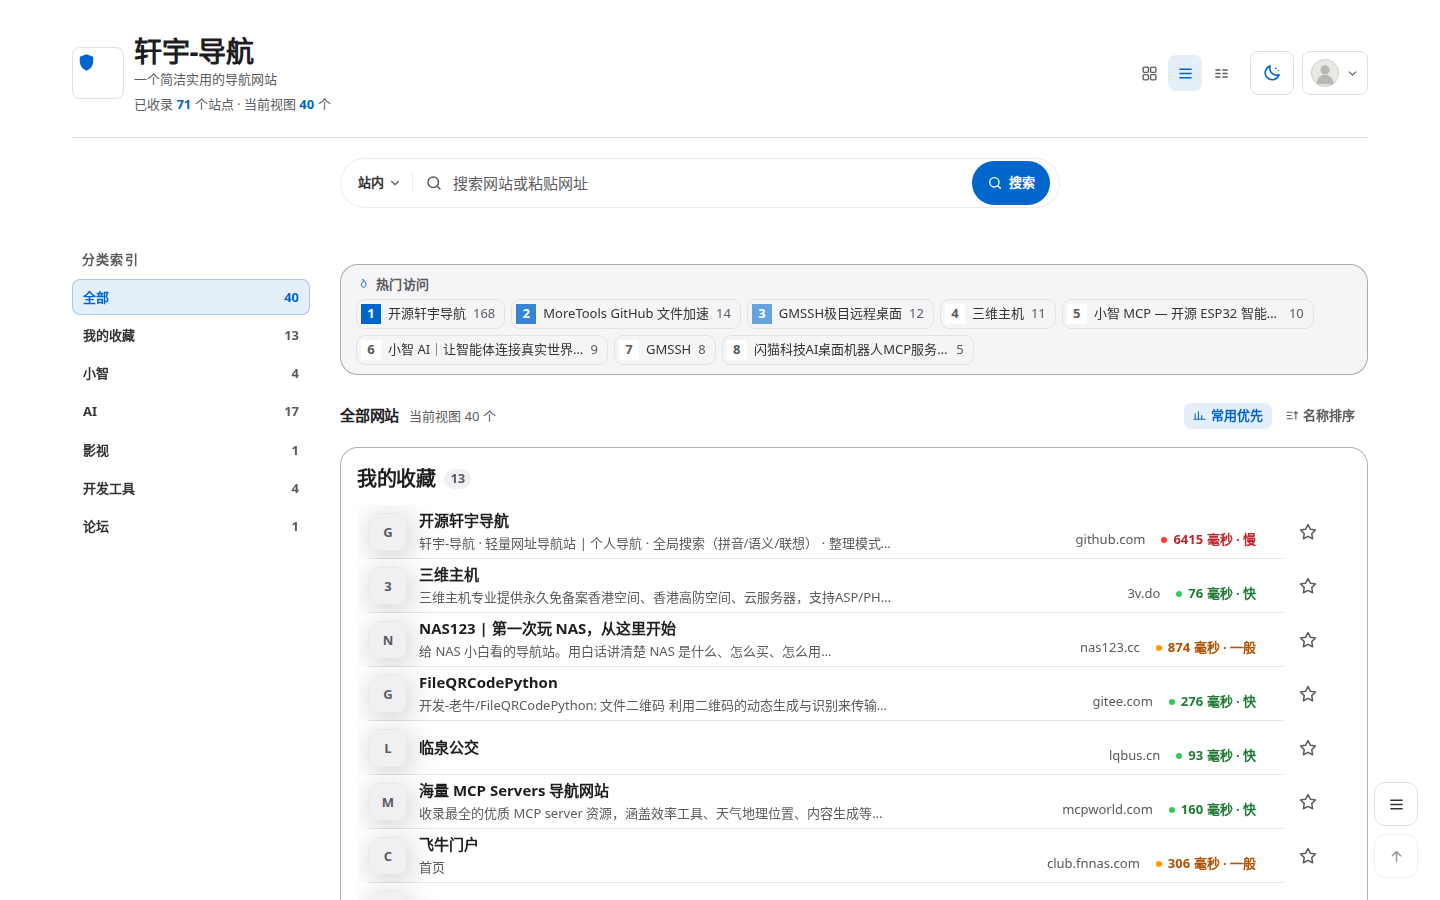 轩宇-导航
一个简洁实用的导航网站
已收录 71 个站点 · 当前视图 40 个
站内
搜索网站或粘贴网址
搜索
分类索引
全部 40
我的收藏 13
小智 4
AI 17
影视 1
开发工具 4
论坛 1
热门访问
1 开源轩宇导航 168
2 MoreTools GitHub 文件加速 14
3 GMSSH极目远程桌面 12
4 三维主机 11
5 小智 MCP — 开源 ESP32 智能... 10
6 小智 AI｜让智能体连接真实世界... 9
7 GMSSH 8
8 闪猫科技AI桌面机器人MCP服务... 5
全部网站 当前视图 40 个
常用优先
名称排序
我的收藏 13
G
开源轩宇导航
轩宇-导航 · 轻量网址导航站 | 个人导航 · 全局搜索（拼音/语义/联想） · 整理模式...
github.com 6415 毫秒 · 慢
3
三维主机
三维主机专业提供永久免备案香港空间、香港高防空间、云服务器，支持ASP/PH...
3v.do 76 毫秒 · 快
N
NAS123 | 第一次玩 NAS，从这里开始
给 NAS 小白看的导航站。用白话讲清楚 NAS 是什么、怎么买、怎么用...
nas123.cc 874 毫秒 · 一般
G
FileQRCodePython
开发-老牛/FileQRCodePython: 文件二维码 利用二维码的动态生成与识别来传输...
gitee.com 276 毫秒 · 快
L
临泉公交
lqbus.cn 93 毫秒 · 快
M
海量 MCP Servers 导航网站
收录最全的优质 MCP server 资源，涵盖效率工具、天气地理位置、内容生成等...
mcpworld.com 160 毫秒 · 快
C
飞牛门户
首页
club.fnnas.com 306 毫秒 · 一般